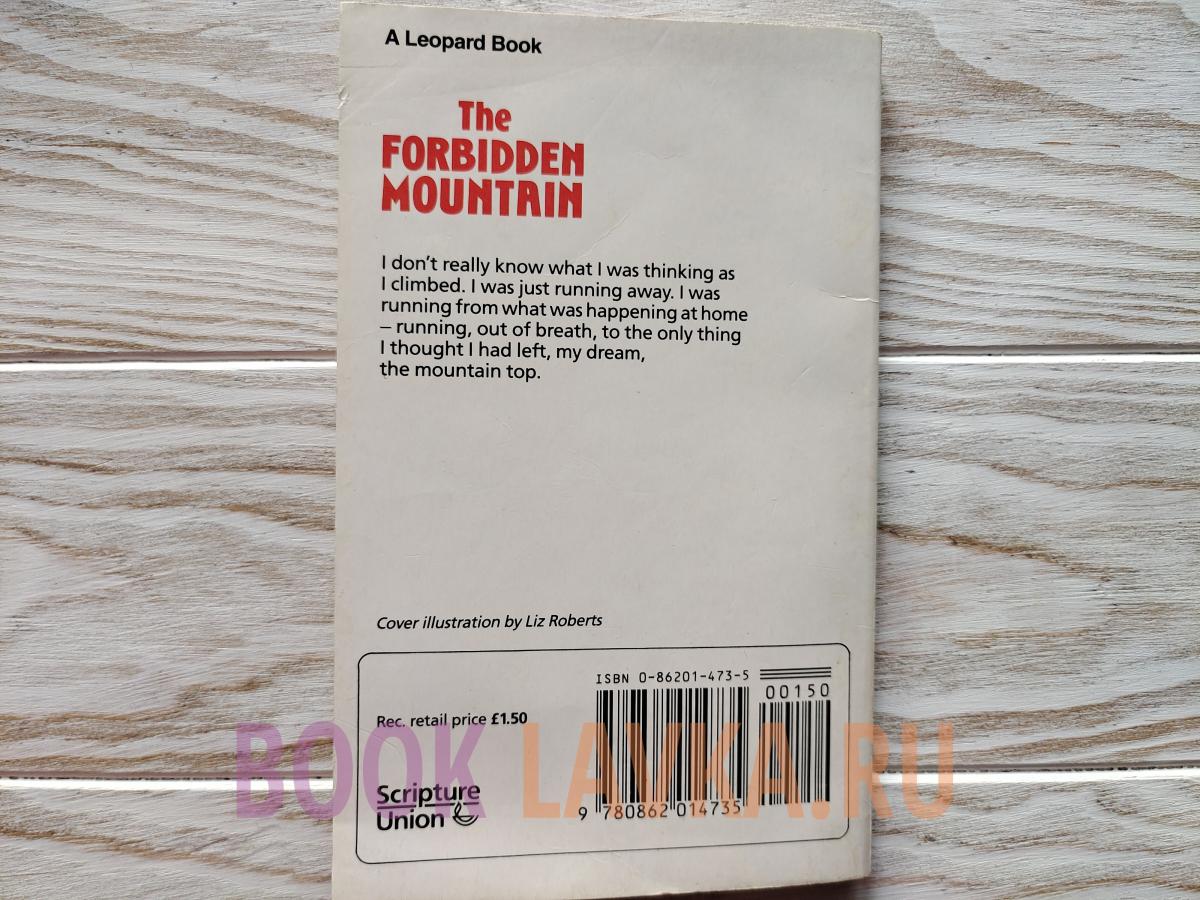 A Leopard Book
The
FORBIDDEN
MOUNTAIN
I don't really know what I was thinking as
I climbed. I was just running away. I was
running from what was happening at home
– running, out of breath, to the only thing
I thought I had left, my dream,
the mountain top.
Cover illustration by Liz Roberts
ISBN 0-86201-473-5
00150
Rec. retail price £1.50
BOOK LAVKA.RU
Scripture
Union
9 780862 014735